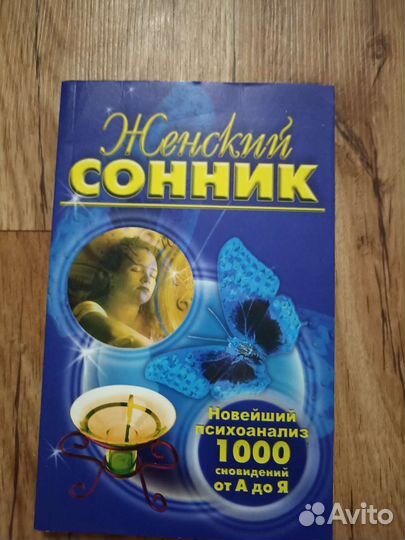 Женский
СОННИК
Новейший
психоанализ
1000
сновидений
от А до Я
Avito